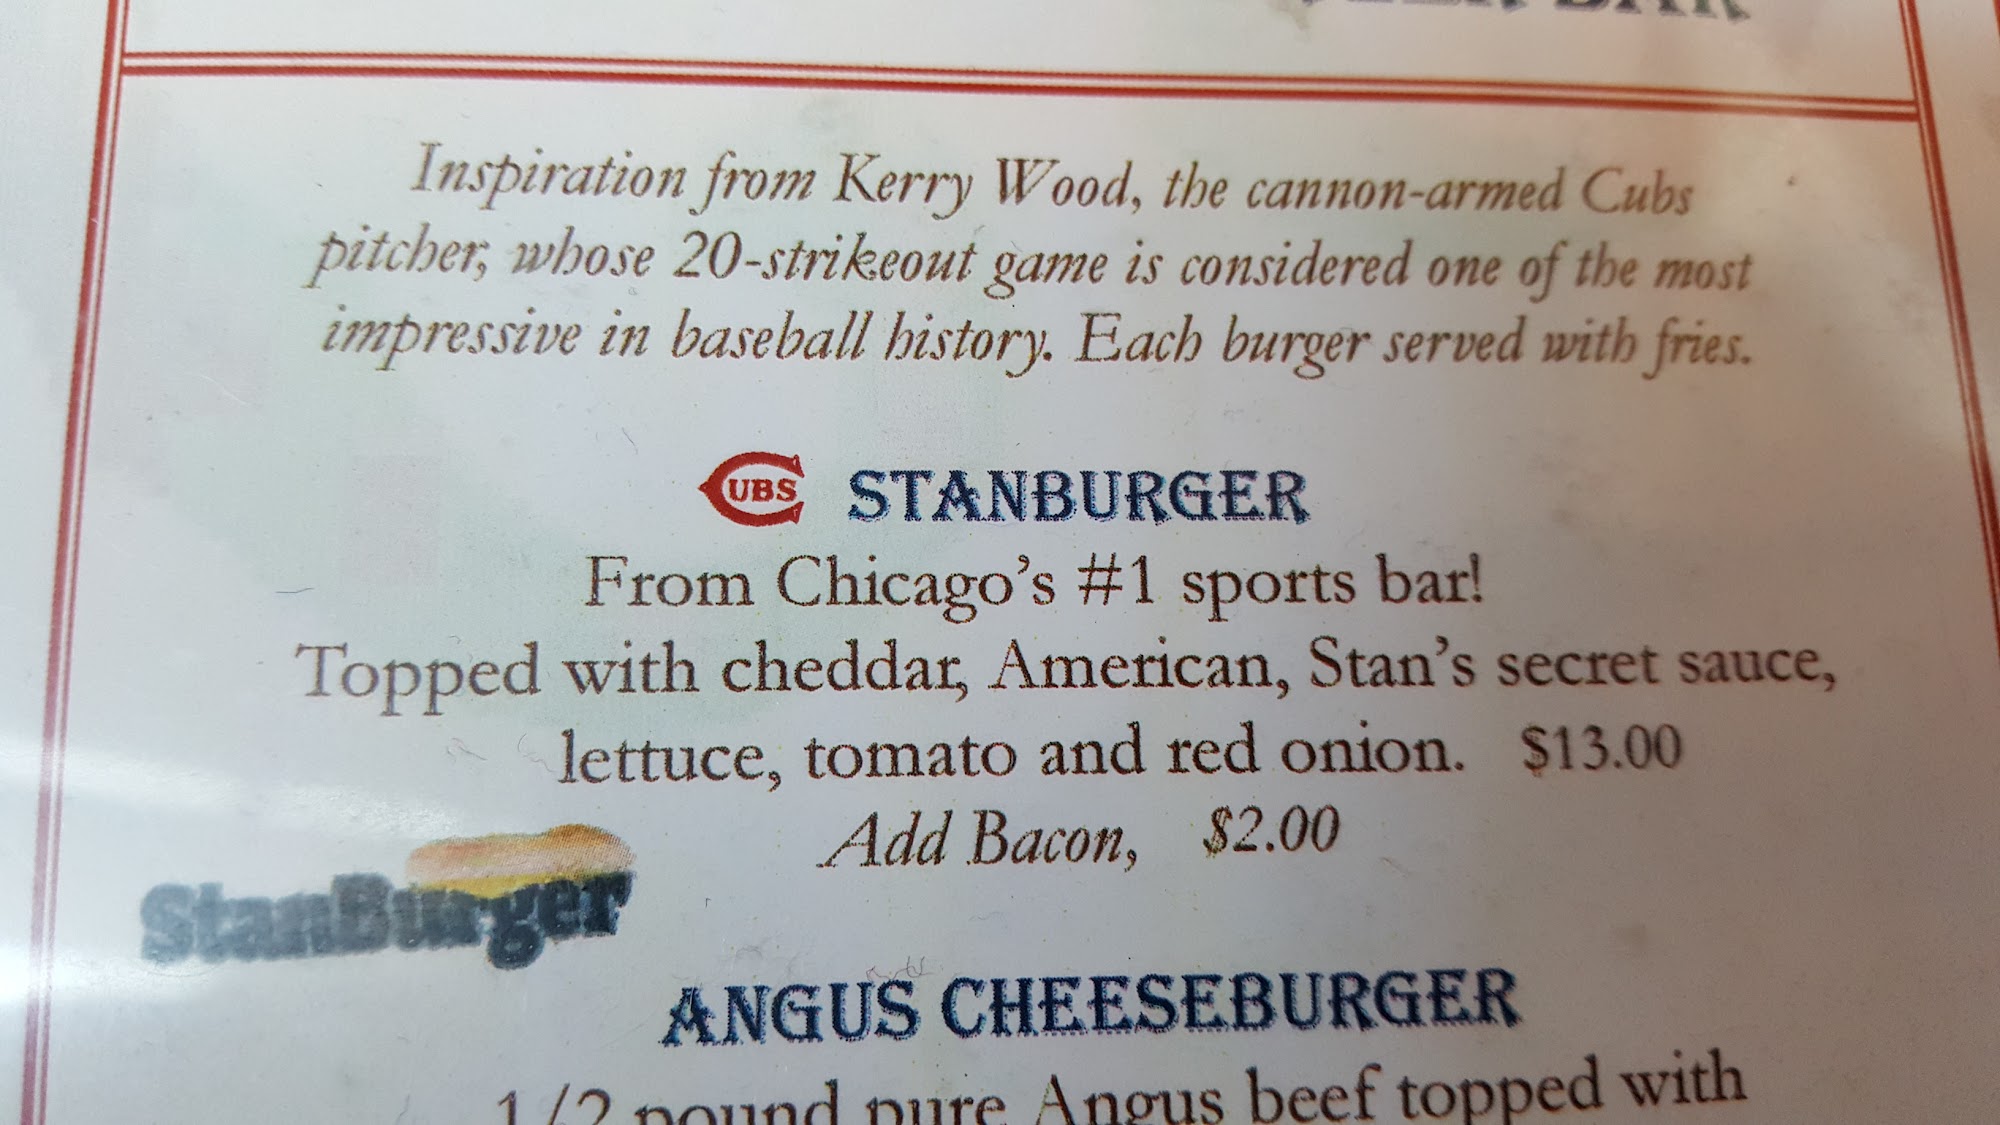 BAR
Inspiration from Kerry Wood, the cannon-armed Cubs
pitcher, whose 20-strikeout game is considered one of the most
impressive in baseball history. Each burger served with fries.
CUBS STANBURGER
From Chicago's #1 sports bar!
Topped with cheddar, American, Stan's secret sauce,
lettuce, tomato and red onion. $13.00
Add Bacon, $2.00
StanBurger
ANGUS CHEESEBURGER
1/2 pound pure Angus beef topped with